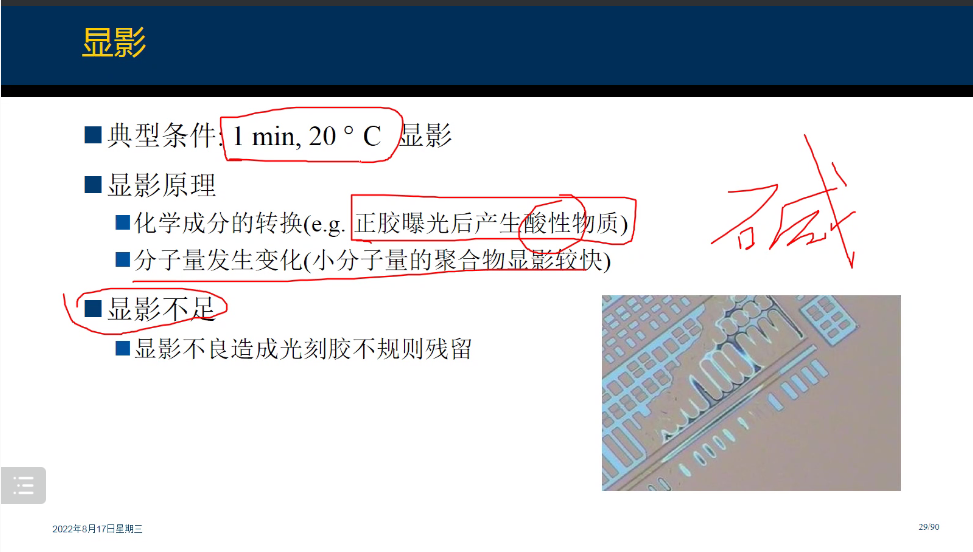 显影
典型条件: 1 min, 20 ° C 显影
显影原理
化学成分的转换(e.g. 正胶曝光后产生酸性物质)
碱
分子量发生变化(小分子量的聚合物显影较快)
显影不足
显影不良造成光刻胶不规则残留
2022年8月17日星期三
29/90